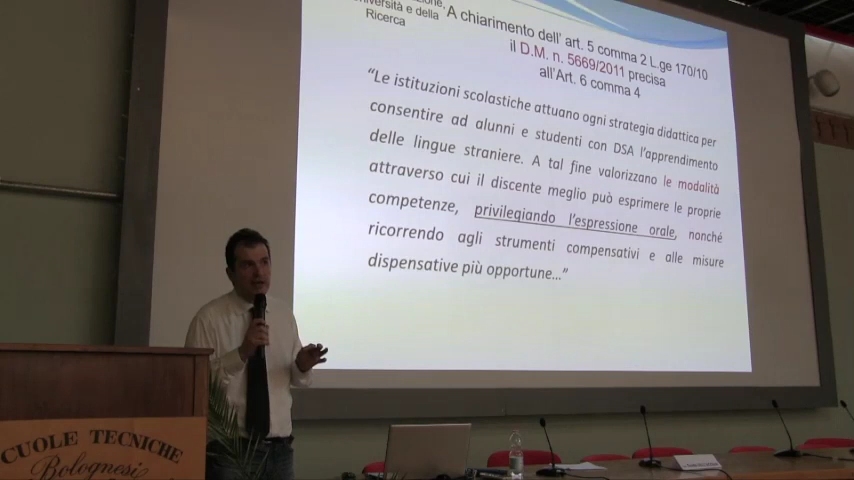 niversità e della
Ricerca
A chiarimento dell' art. 5 comma 2 L.ge 170/10
il D.M. n. 5669/2011 precisa
all'Art. 6 comma 4
"Le istituzioni scolastiche attuano ogni strategia didattica per
consentire ad alunni e studenti con DSA l'apprendimento
delle lingue straniere. A tal fine valorizzano le modalità
attraverso cui il discente meglio può esprimere le proprie
competenze, privilegiando l'espressione orale, nonché
ricorrendo agli strumenti compensativi e alle misure
dispensative più opportune..."
CUOLE TECNICHE
Bolognesi